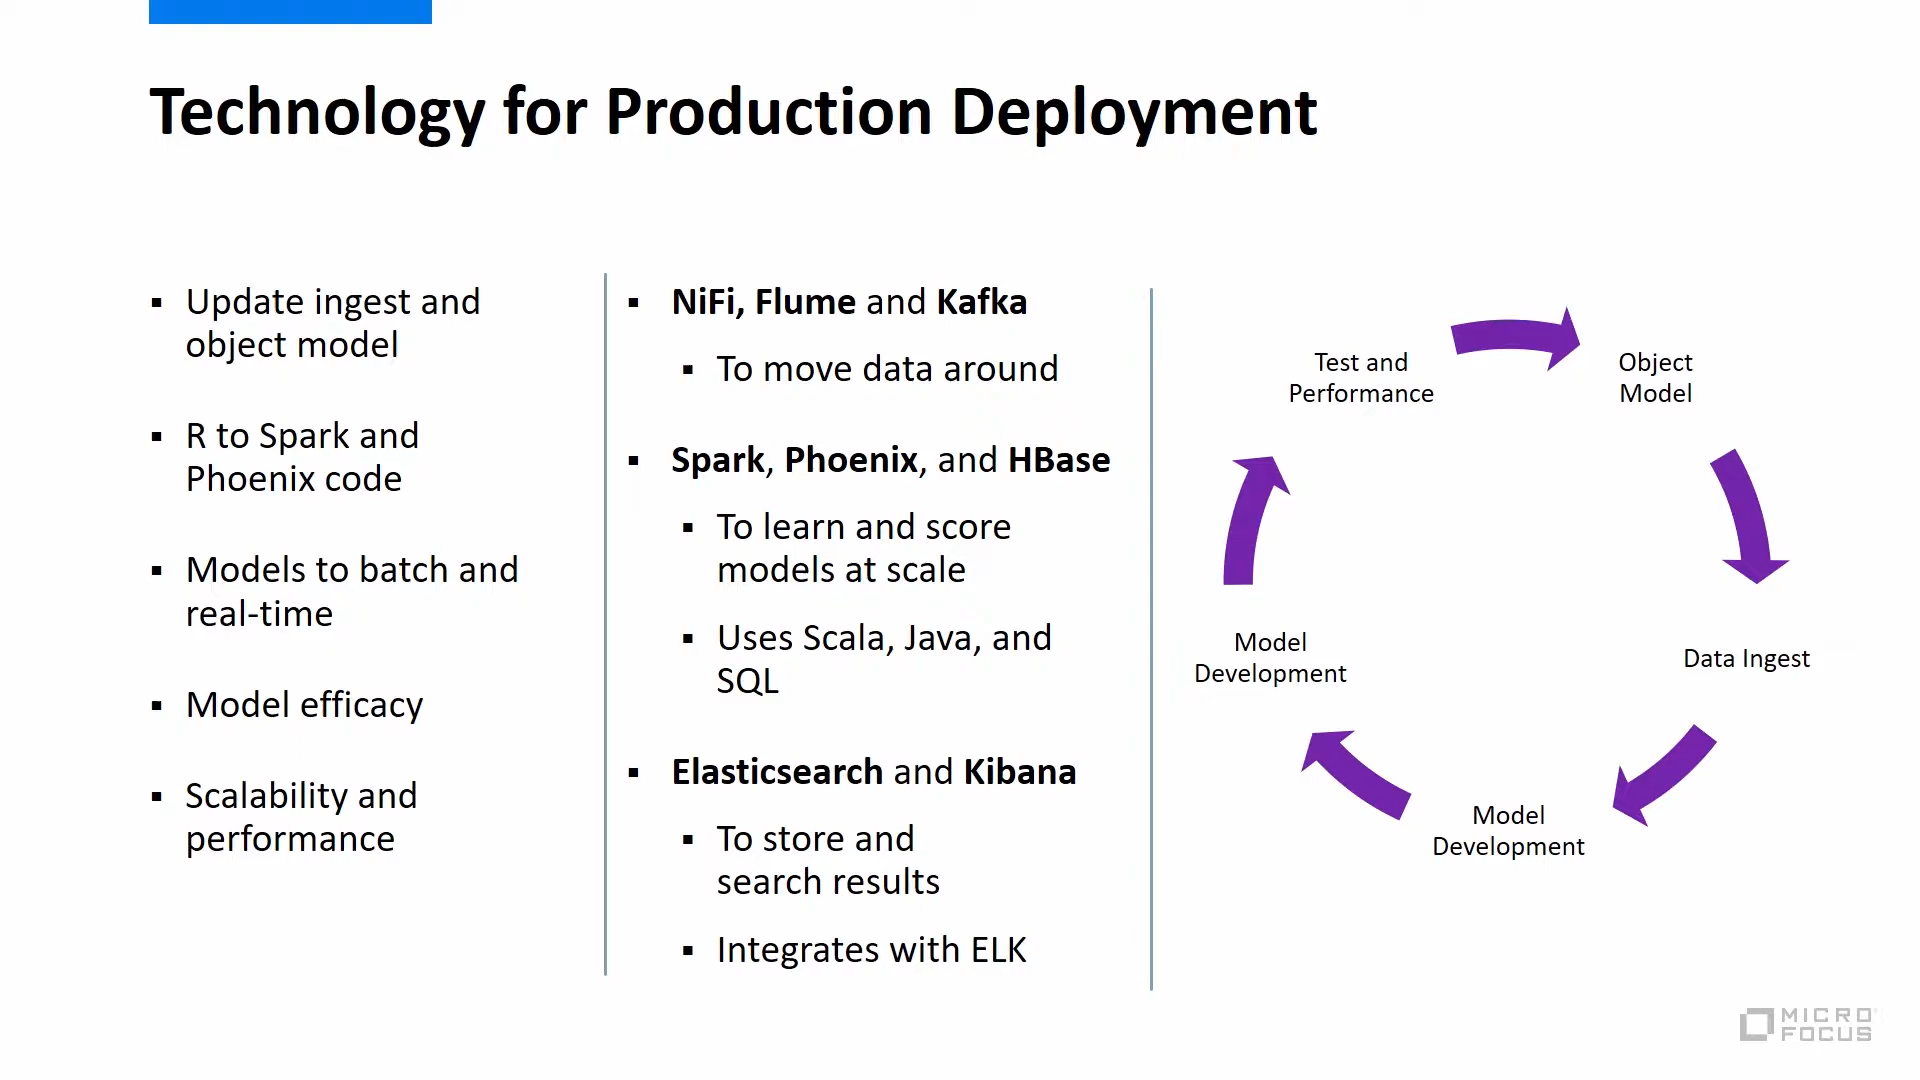 Technology for Production Deployment
▪ Update ingest and
object model
▪ R to Spark and
Phoenix code
▪ Models to batch and
real-time
▪ Model efficacy
▪ Scalability and
performance
▪ NiFi, Flume and Kafka
▪ To move data around
▪ Spark, Phoenix, and HBase
▪ To learn and score
models at scale
▪ Uses Scala, Java, and
SQL
▪ Elasticsearch and Kibana
▪ To store and
search results
▪ Integrates with ELK
Test and
Performance
Object
Model
Data Ingest
Model
Development
Model
Development
MICRO
FOCUS